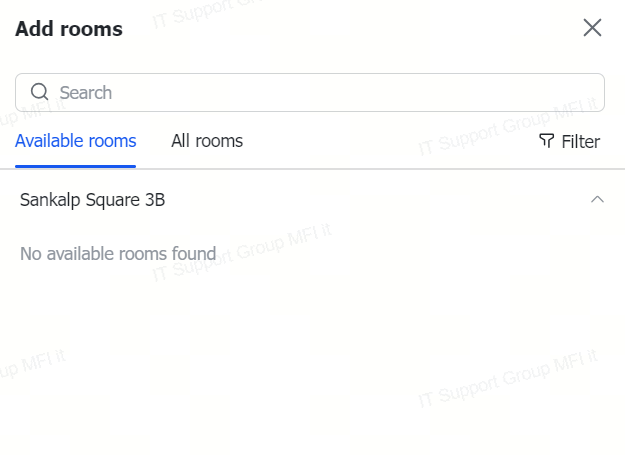 IT Support Group MFI it
Add rooms
Search
up MFI it
IT Support Group MFI it
Available rooms
All rooms
Filter
Sankalp Square 3B
No available rooms found
IT Support Group MFI it
up MFI it
IT Support Group MFI it